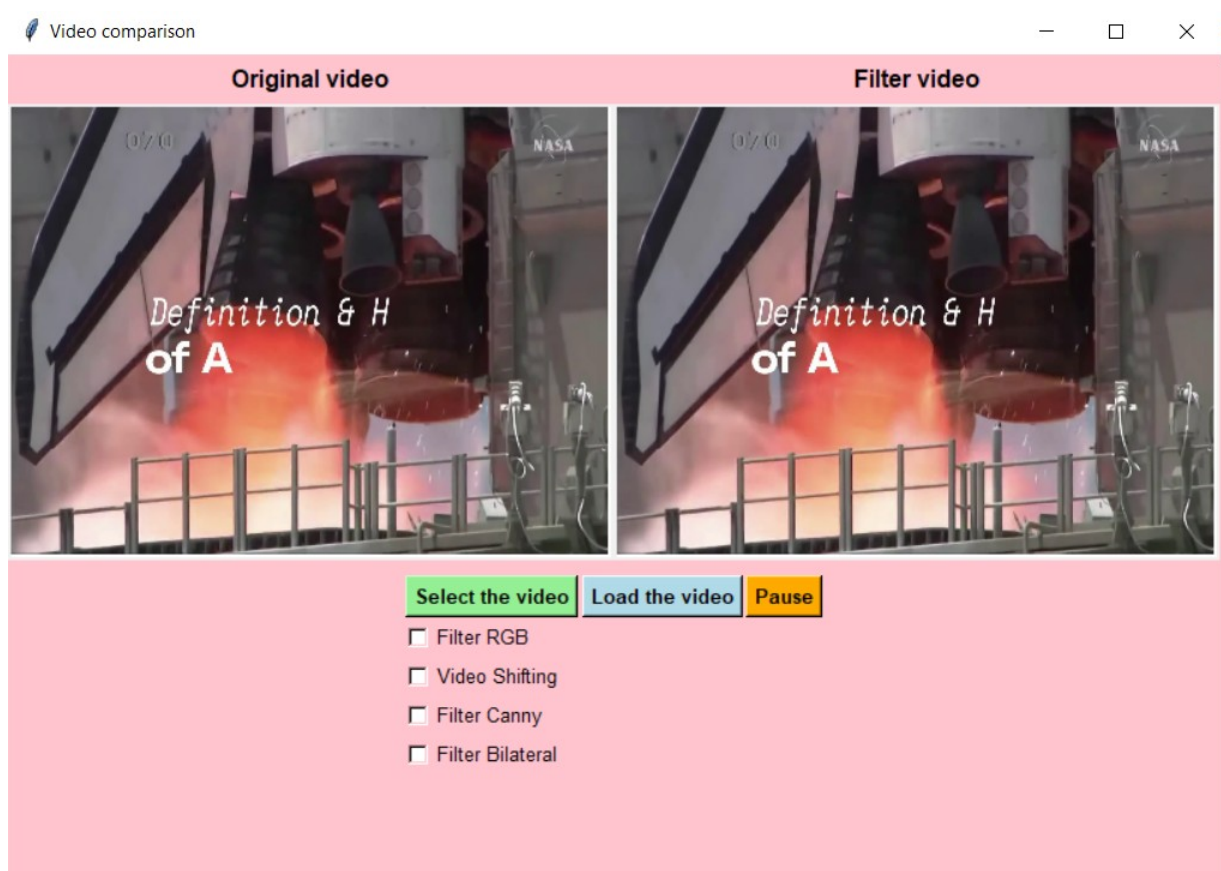 Video comparison
Original video Filter video
NASA NASA
Definition & H Definition & H
of A of A
Select the video Load the video Pause
Filter RGB
Video Shifting
Filter Canny
Filter Bilateral